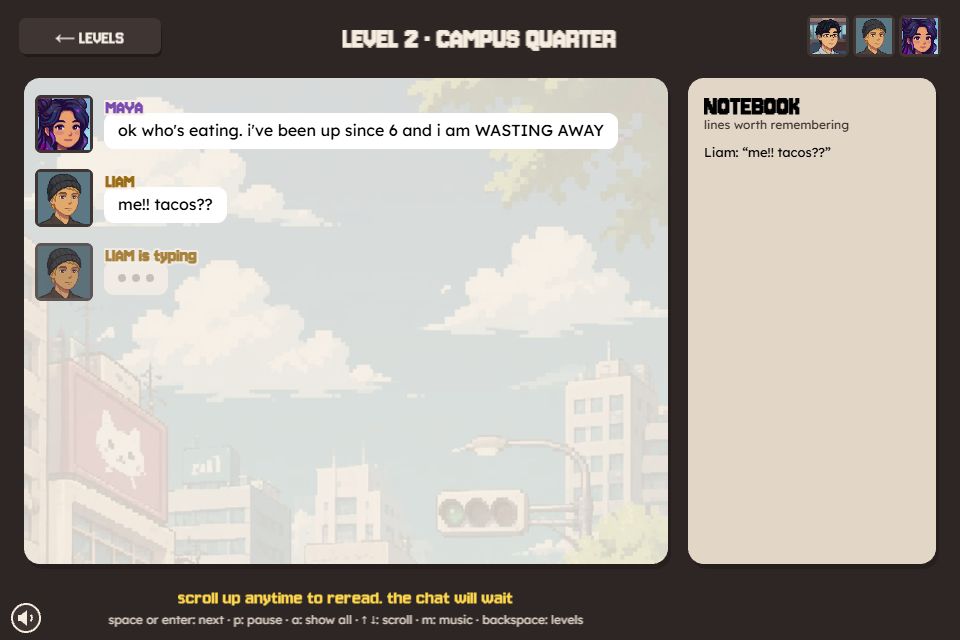 ← LEVELS
LEVEL 2 · CAMPUS QUARTER
MAYA
ok who's eating. i've been up since 6 and i am WASTING AWAY
LIAM
me!! tacos??
LIAM is typing
NOTEBOOK
lines worth remembering
Liam: “me!! tacos??”
scroll up anytime to reread. the chat will wait
space or enter: next · p: pause · a: show all · ↑ ↓: scroll · m: music · backspace: levels